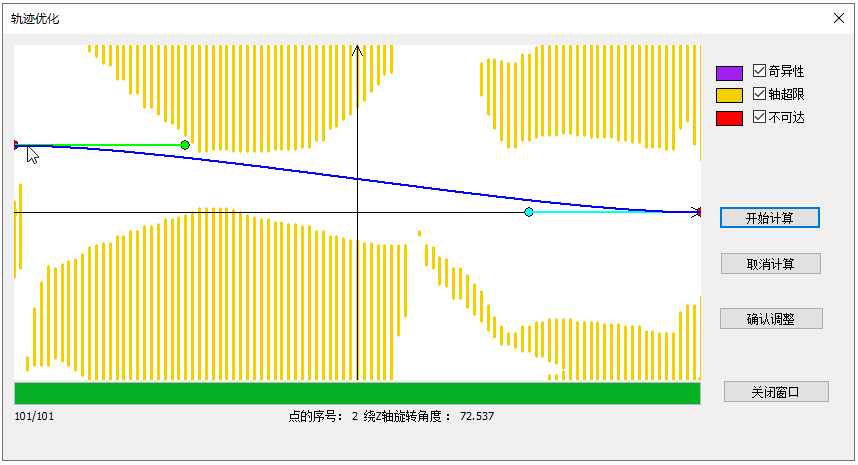 轨迹优化
奇异性
轴超限
不可达
开始计算
取消计算
确认调整
关闭窗口
101/101
点的序号： 2 绕Z轴旋转角度 ： 72.537